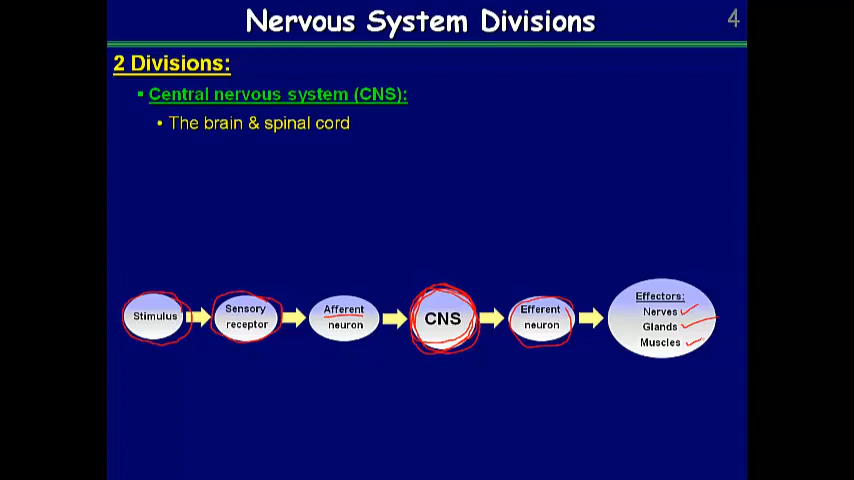 Nervous System Divisions
4
2 Divisions:
▪ Central nervous system (CNS):
• The brain & spinal cord
Stimulus
Sensory
receptor
Afferent
neuron
CNS
Efferent
neuron
Effectors:
Nerves
Glands
Muscles